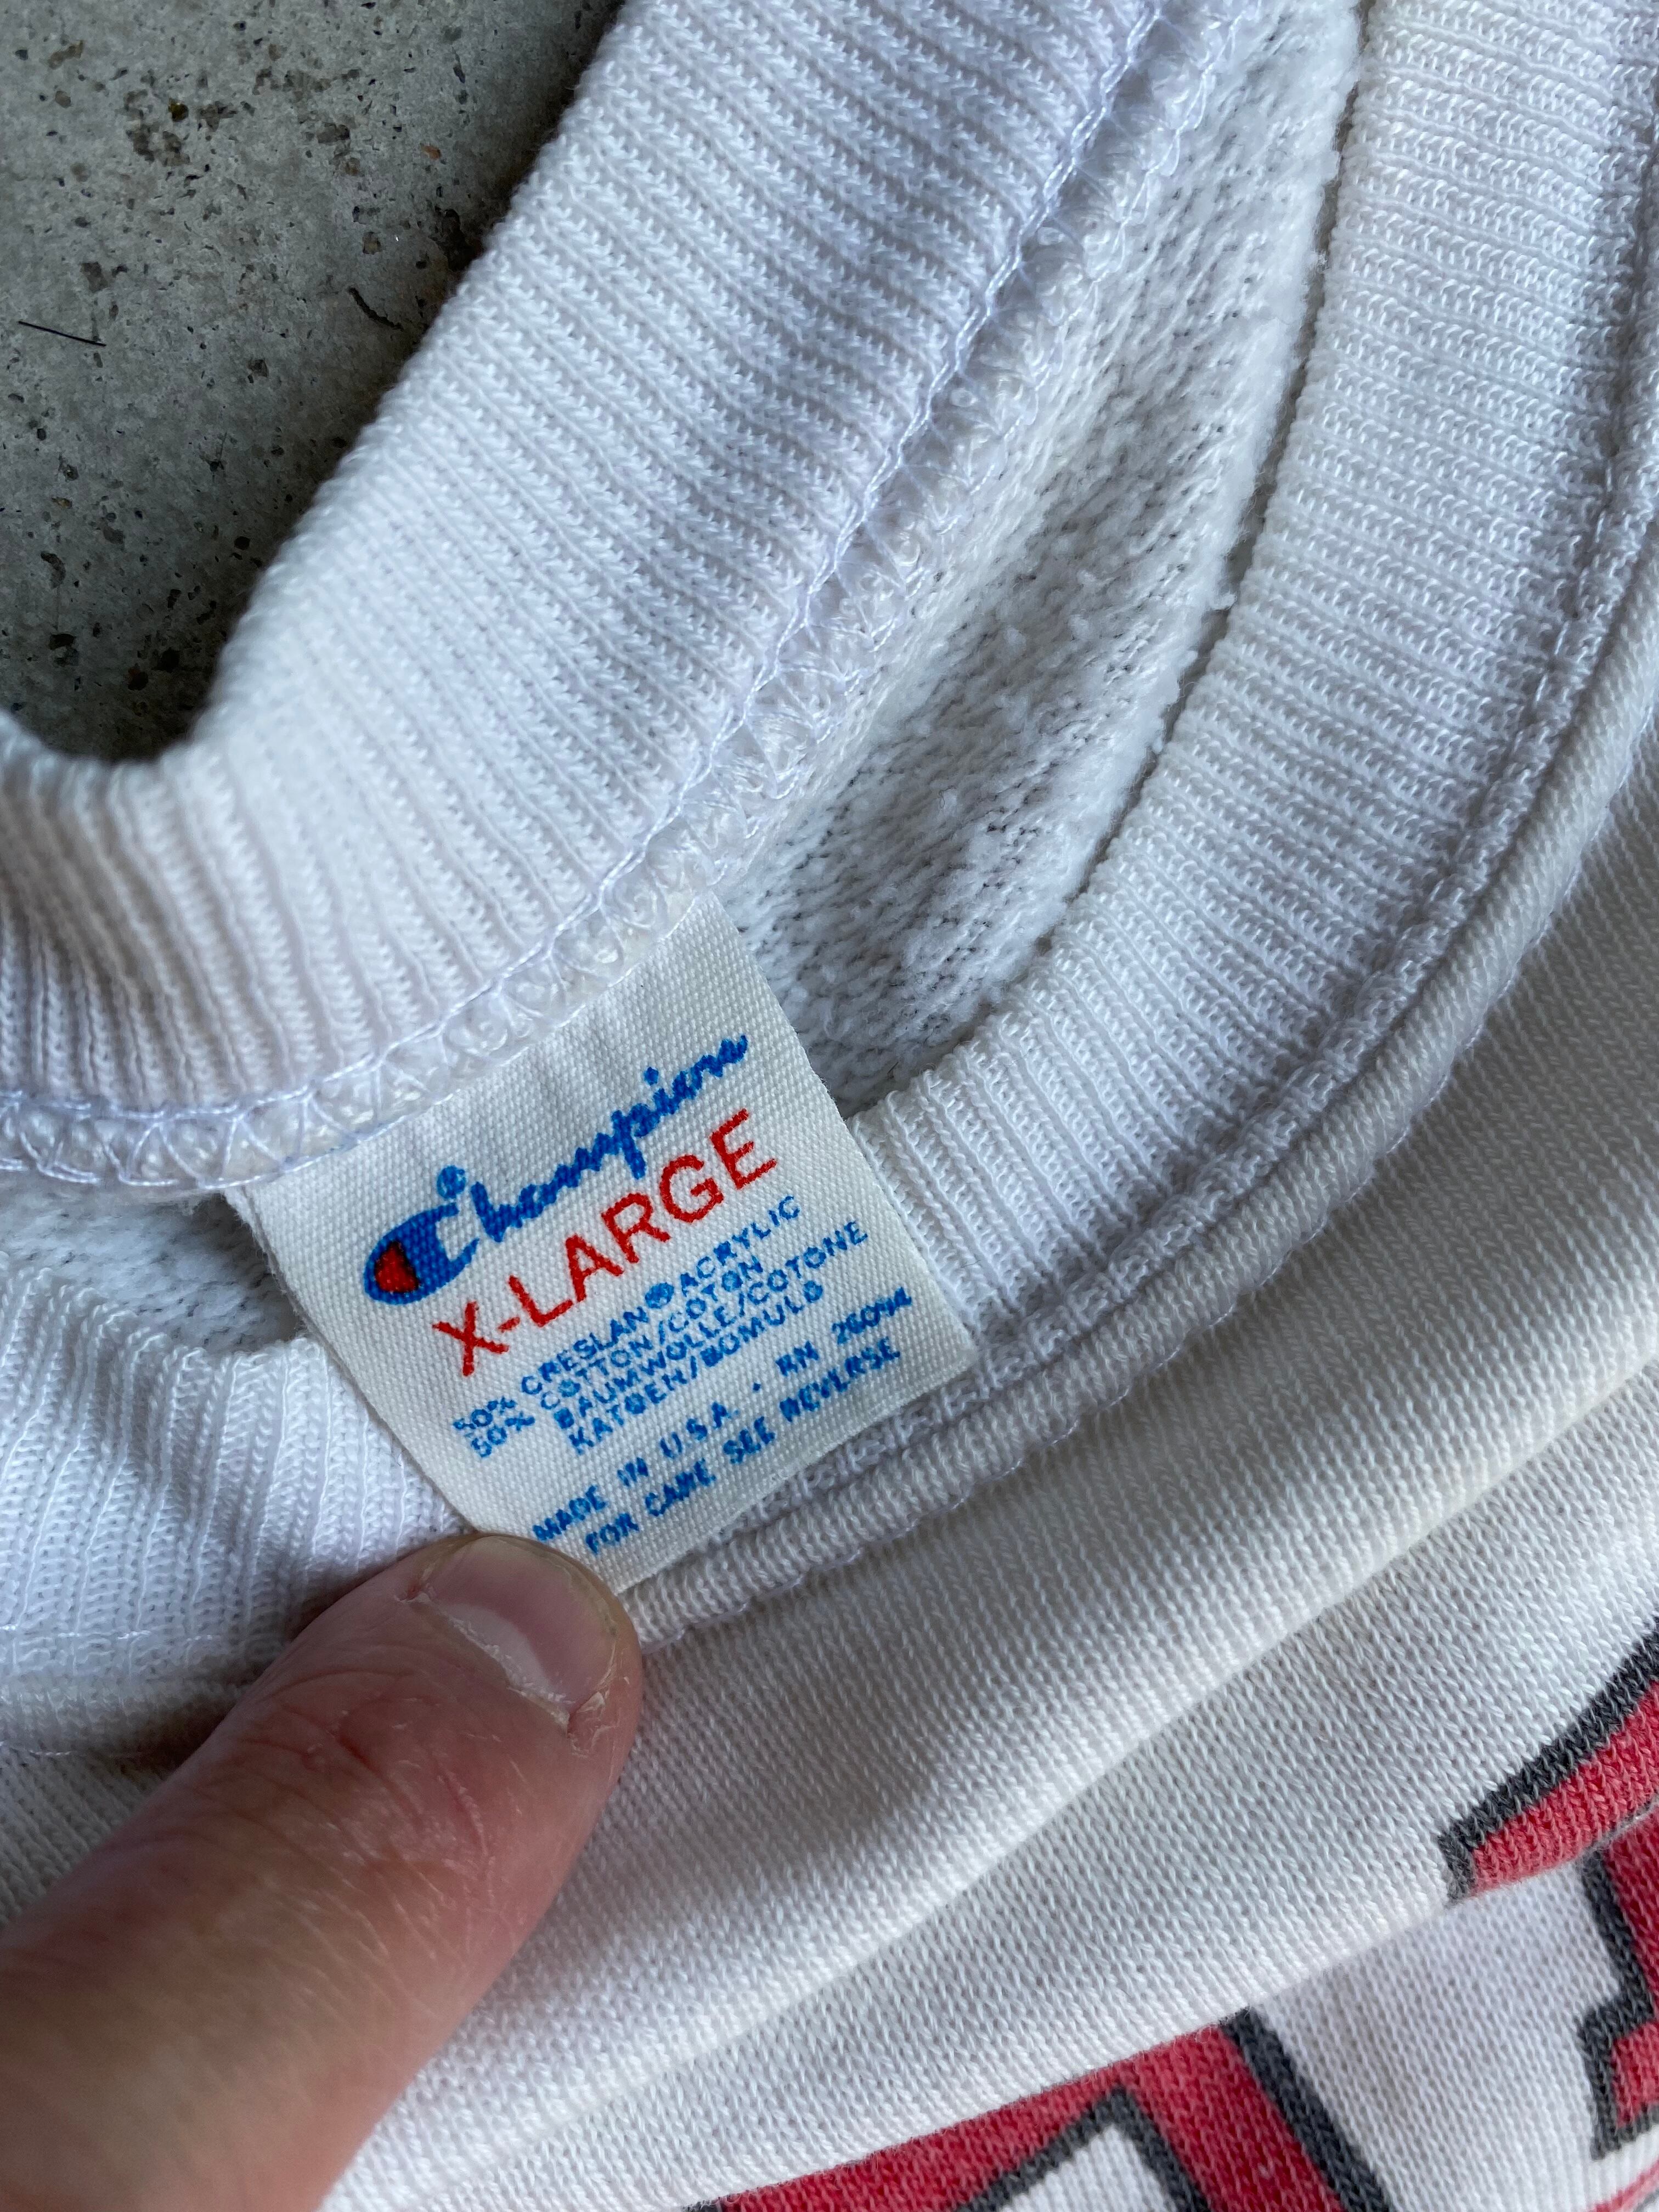 Champion®
X-LARGE
50% CRESLAN® ACRYLIC
50% COTTON/COTON
BAUMWOLLE/COTONE
KATOEN/BOMULD
MADE IN U.S.A. • RN 26094
FOR CARE SEE REVERSE